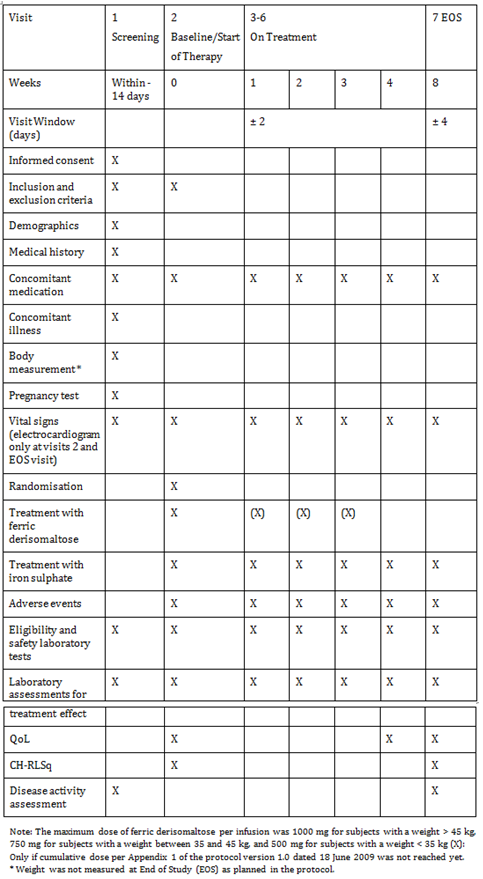 Visit 1 2 3-6 7 EOS
Screening Baseline/Start On Treatment
of Therapy
Weeks Within - 0 1 2 3 4 8
14 days
Visit Window ± 2 ± 4
(days)
Informed consent X
Inclusion and X X
exclusion criteria
Demographics X
Medical history X
Concomitant X X X X X X X
medication
Concomitant X
illness
Body X
measurement*
Pregnancy test X
Vital signs X X X X X X X
(electrocardiogram
only at visits 2 and
EOS visit)
Randomisation X
Treatment with X (X) (X) (X)
ferric
derisomaltose
Treatment with X X X X X X
iron sulphate
Adverse events X X X X X X
Eligibility and X X X X X X X
safety laboratory
tests
Laboratory X X X X X X X
assessments for
treatment effect
QoL X X X
CH-RLSq X X
Disease activity X X
assessment
Note: The maximum dose of ferric derisomaltose per infusion was 1000 mg for subjects with a weight > 45 kg,
750 mg for subjects with a weight between 35 and 45 kg, and 500 mg for subjects with a weight < 35 kg (X):
Only if cumulative dose per Appendix 1 of the protocol version 1.0 dated 18 June 2009 was not reached yet.
* Weight was not measured at End of Study (EOS) as planned in the protocol.